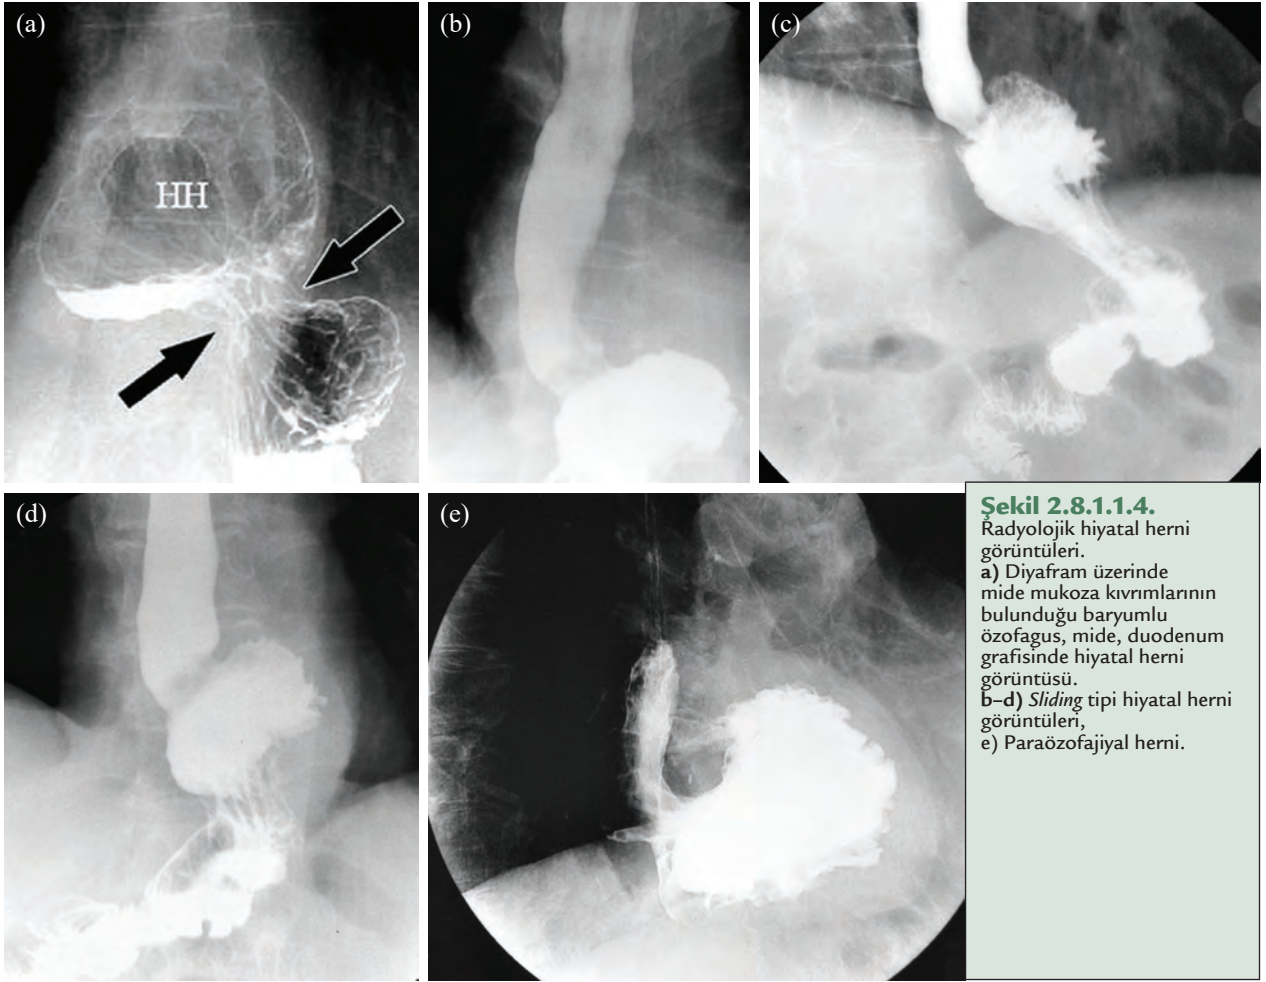 (a)
HH
(b)
(c)
(d)
(e)
Şekil 2.8.1.1.4.
Radyolojik hiyatal herni
görüntüleri.
a) Diyafram üzerinde
mide mukoza kıvrımlarının
bulunduğu baryumlu
özofagus, mide, duodenum
grafisinde hiyatal herni
görüntüsü.
b–d) Sliding tipi hiyatal herni
görüntüleri,
e) Paraözofajiyal herni.